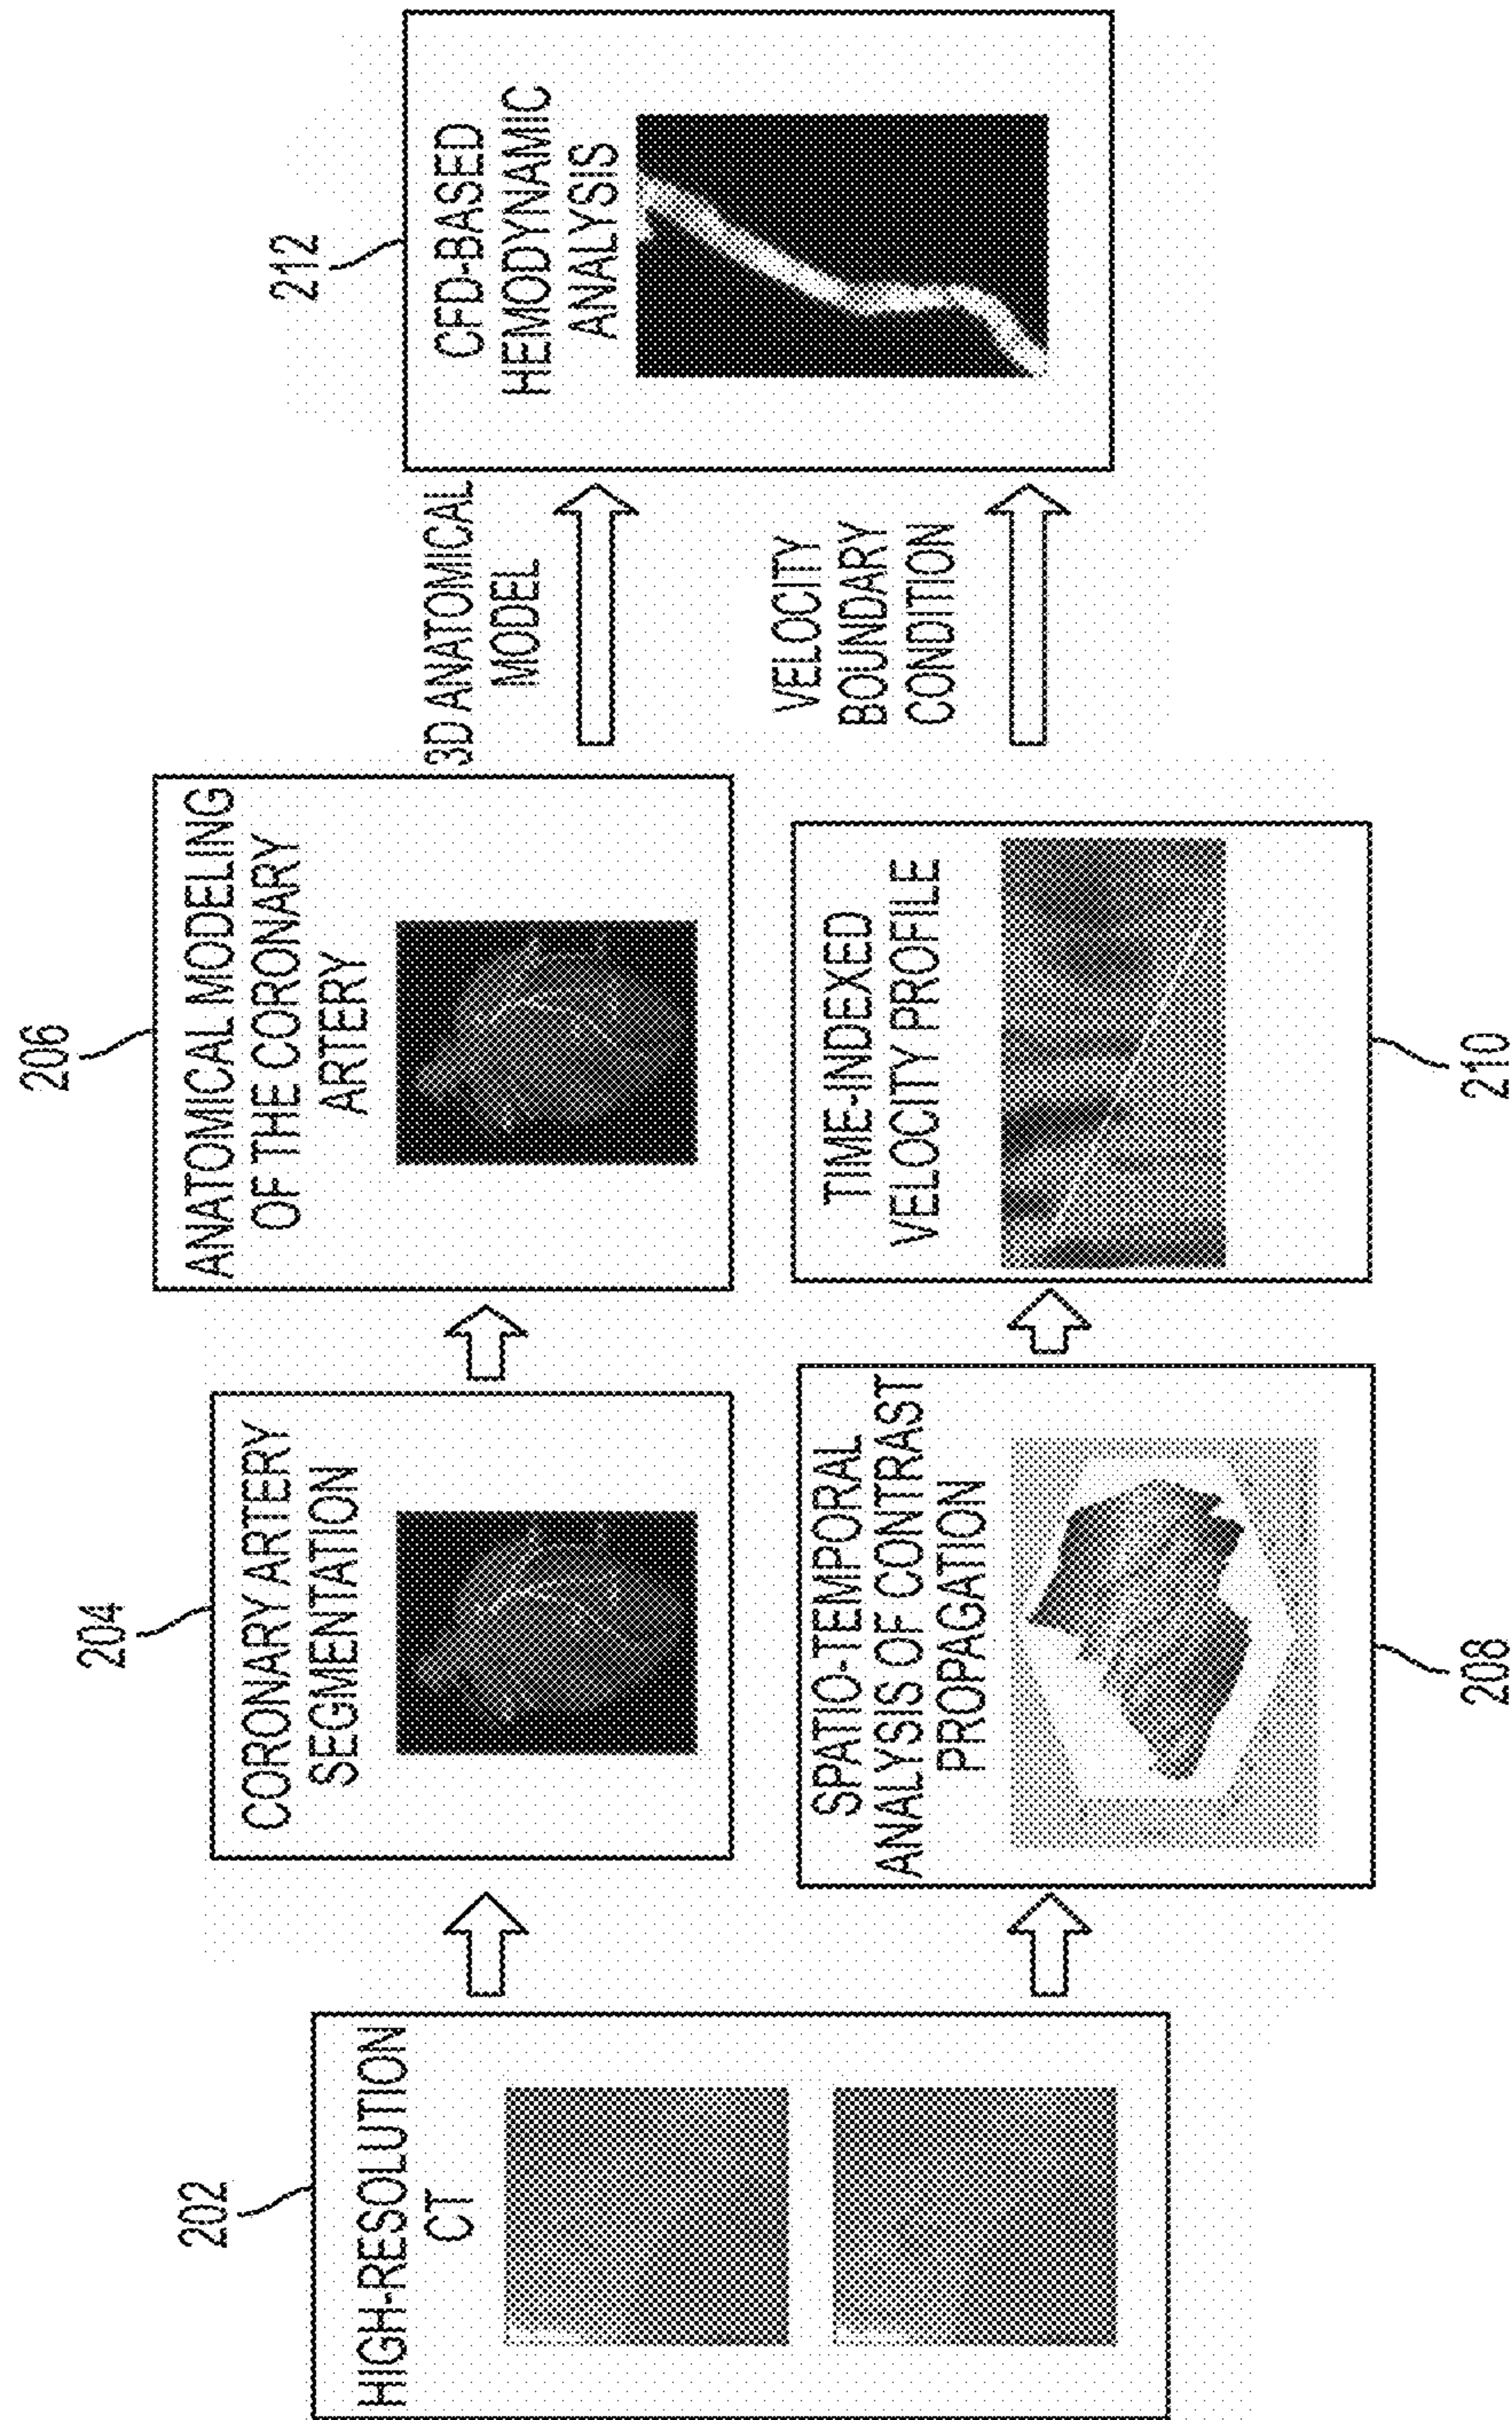 202
HIGH-RESOLUTION
CT
204
CORONARY ARTERY
SEGMENTATION
206
ANATOMICAL MODELING
OF THE CORONARY
ARTERY
3D ANATOMICAL
MODEL
208
SPATIO-TEMPORAL
ANALYSIS OF CONTRAST
PROPAGATION
210
TIME-INDEXED
VELOCITY PROFILE
VELOCITY
BOUNDARY
CONDITION
212
CFD-BASED
HEMODYNAMIC
ANALYSIS